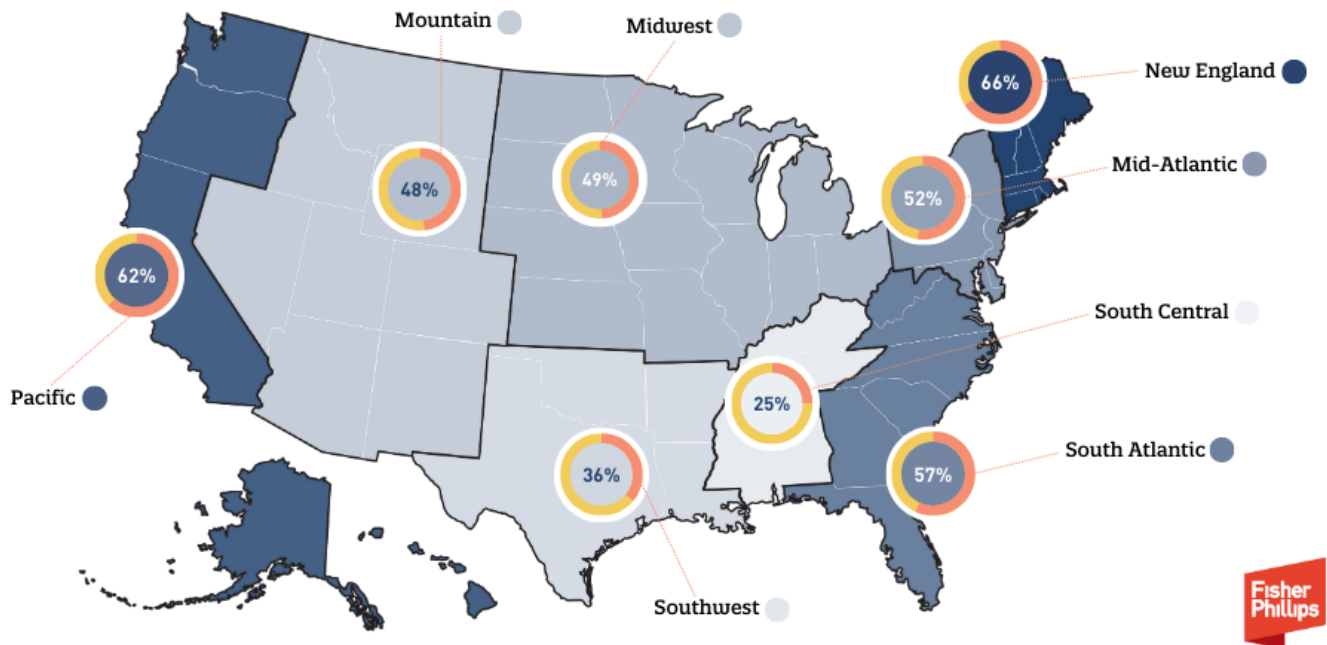 Mountain
Midwest
New England
66%
Mid-Atlantic
48%
49%
52%
62%
South Central
Pacific
25%
South Atlantic
36%
57%
Southwest
Fisher
Phillips